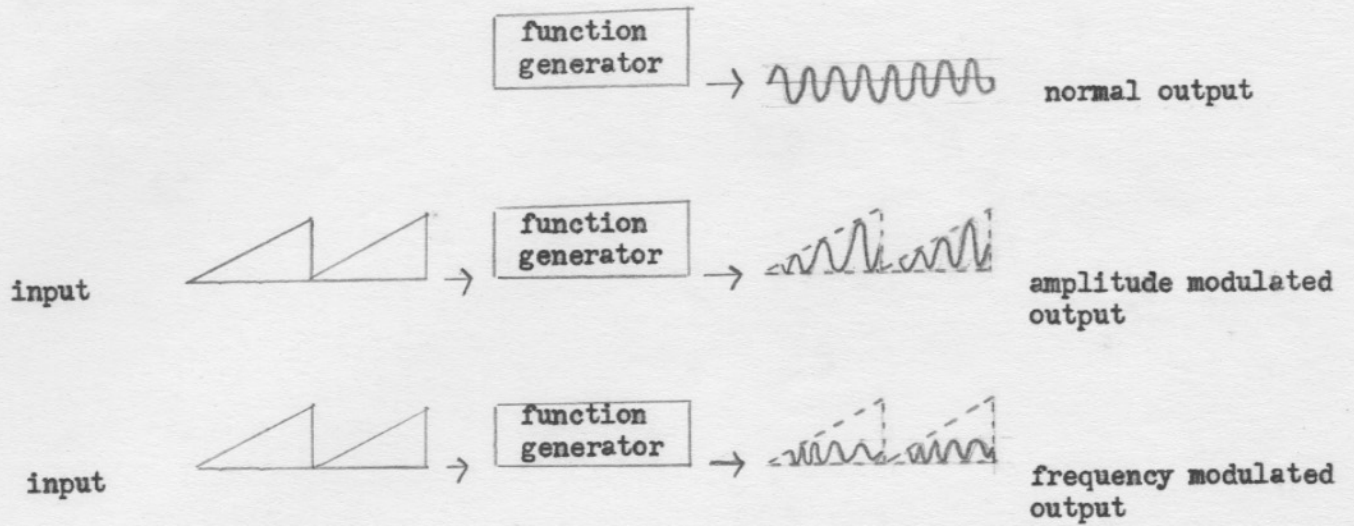 function
generator
normal output
input
function
generator
amplitude modulated
output
input
function
generator
frequency modulated
output